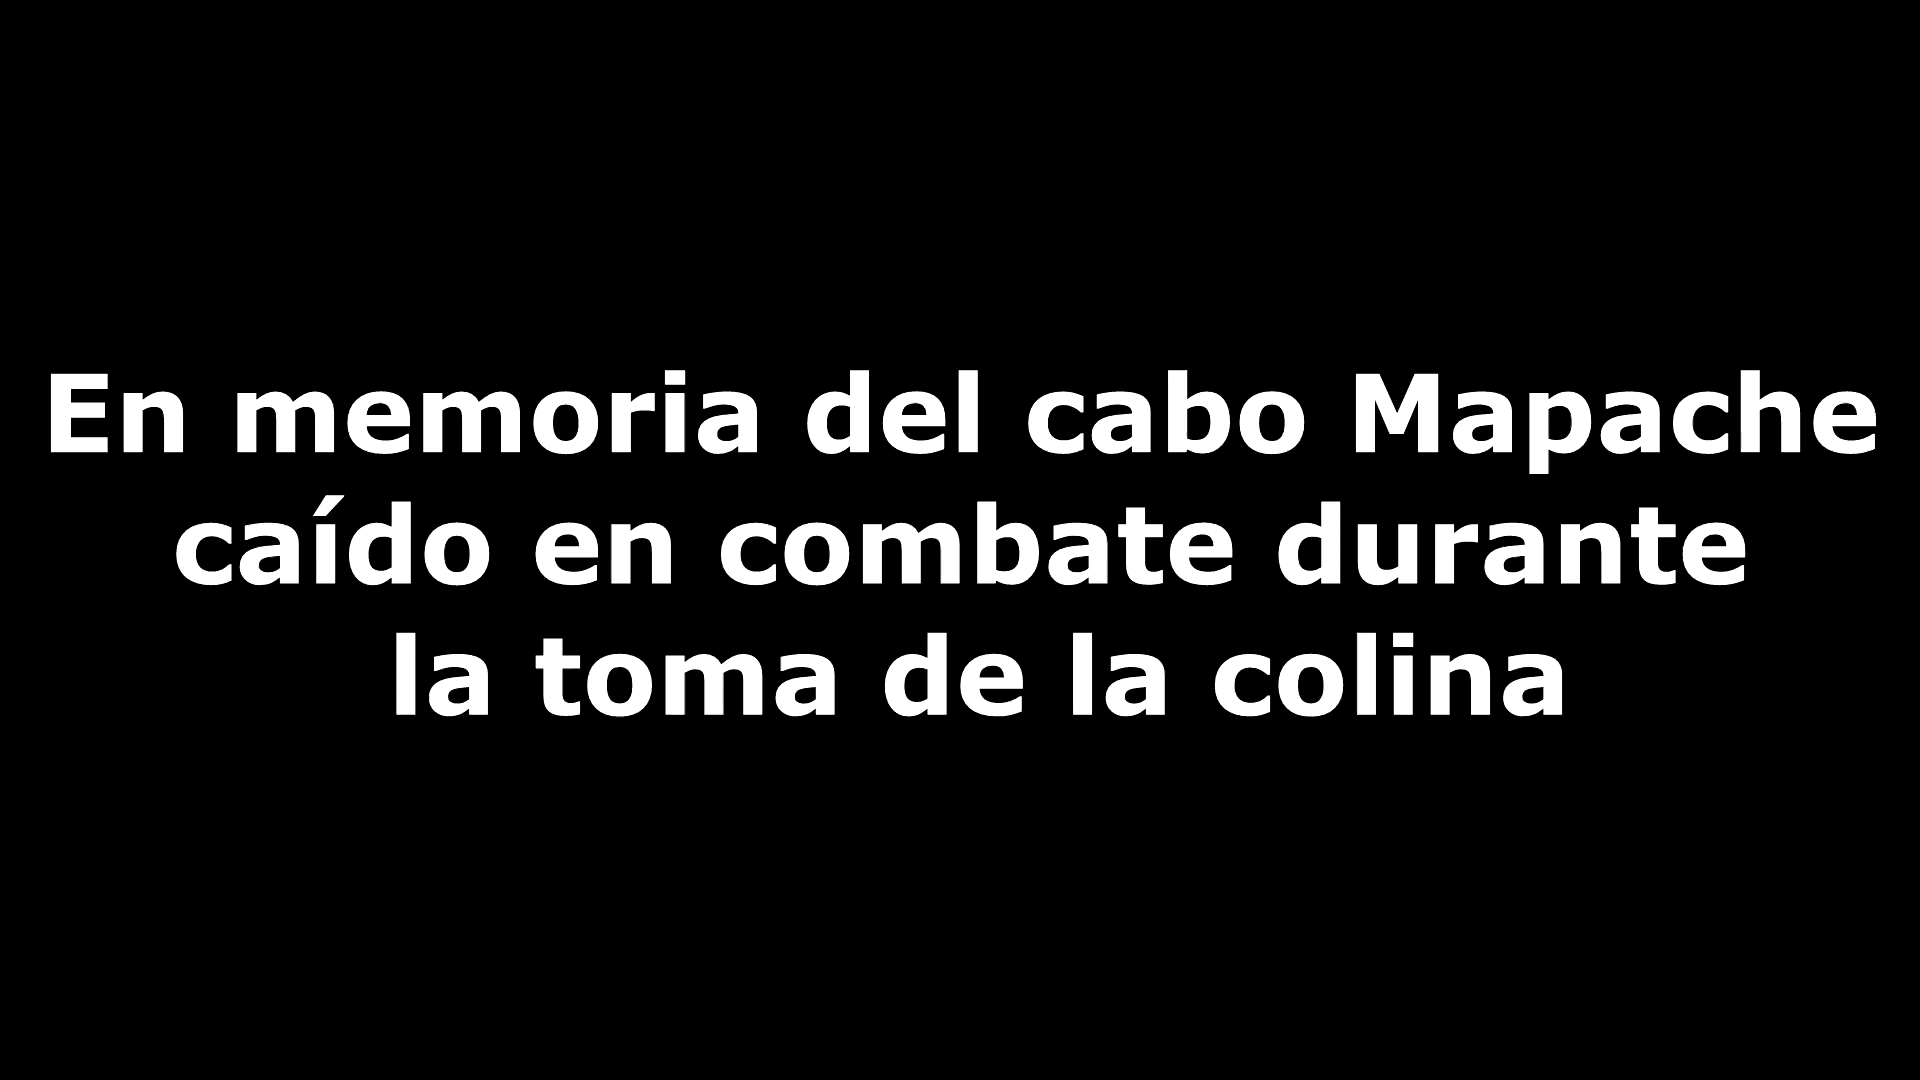 En memoria del cabo Mapache
caído en combate durante
la toma de la colina